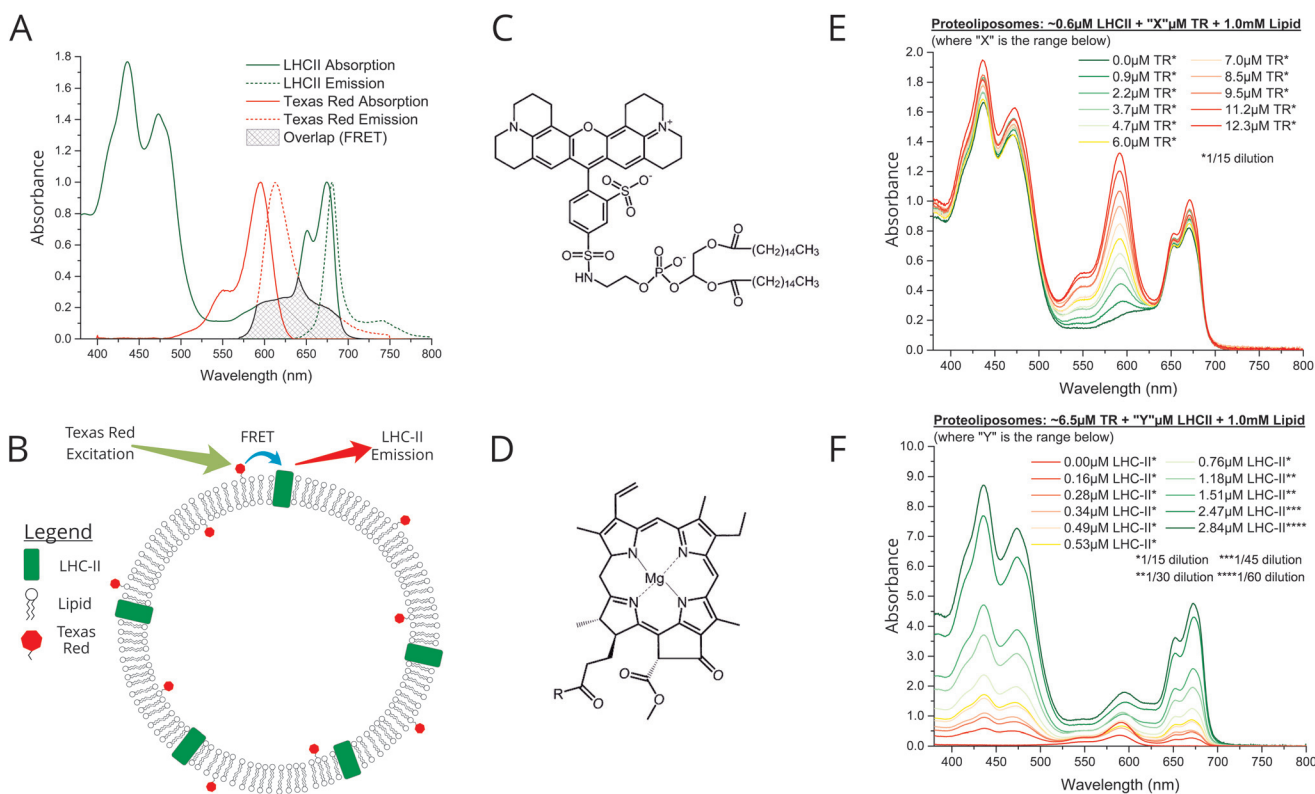 A
1.8
1.6
1.4
1.2
1.0
0.8
0.6
0.4
0.2
0.0
400
450
500
550
600
650
700
750
800
Absorbance
Wavelength (nm)
LHCII Absorption
LHCII Emission
Texas Red Absorption
Texas Red Emission
Overlap (FRET)
B
Texas Red
Excitation
FRET
LHC-II
Emission
Legend
LHC-II
Lipid
Texas
Red
C
N
O
N+
O
S
O-
O
O
S
O
HN
O
O
P
O-
O
O
O
(CH2)14CH3
O
O
(CH2)14CH3
D
N
N
Mg
N
N
R
O
O
O
O
E
Proteoliposomes: ~0.6µM LHCII + "X"µM TR + 1.0mM Lipid
(where "X" is the range below)
2.0
1.8
1.6
1.4
1.2
1.0
0.8
0.6
0.4
0.2
0.0
Absorbance
0.0µM TR*
0.9µM TR*
2.2µM TR*
3.7µM TR*
4.7µM TR*
6.0µM TR*
7.0µM TR*
8.5µM TR*
9.5µM TR*
11.2µM TR*
12.3µM TR*
*1/15 dilution
400
450
500
550
600
650
700
750
800
Wavelength (nm)
F
Proteoliposomes: ~6.5µM TR + "Y"µM LHCII + 1.0mM Lipid
(where "Y" is the range below)
10.0
9.0
8.0
7.0
6.0
5.0
4.0
3.0
2.0
1.0
0.0
Absorbance
0.00µM LHC-II*
0.16µM LHC-II*
0.28µM LHC-II*
0.34µM LHC-II*
0.49µM LHC-II*
0.53µM LHC-II*
0.76µM LHC-II*
1.18µM LHC-II**
1.51µM LHC-II**
2.47µM LHC-II***
2.84µM LHC-II****
*1/15 dilution ***1/45 dilution
**1/30 dilution ****1/60 dilution
400
450
500
550
600
650
700
750
800
Wavelength (nm)